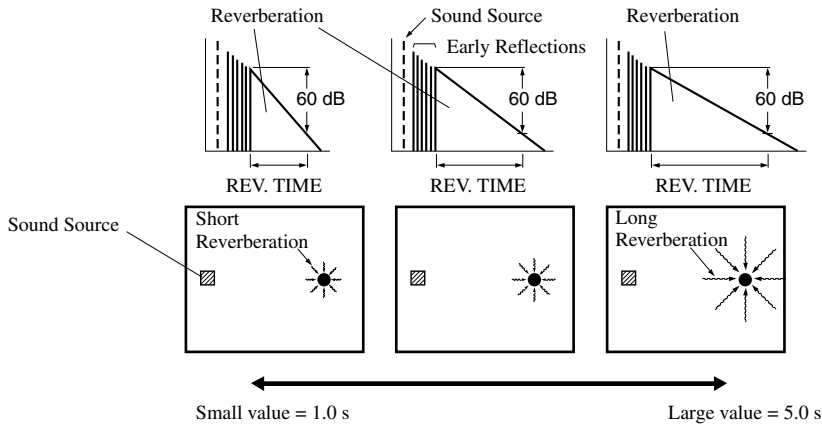 Reverberation
Sound Source
Reverberation
Early Reflections
60 dB
60 dB
60 dB
REV. TIME
REV. TIME
REV. TIME
Sound Source
Short
Reverberation
Long
Reverberation
Small value = 1.0 s
Large value = 5.0 s